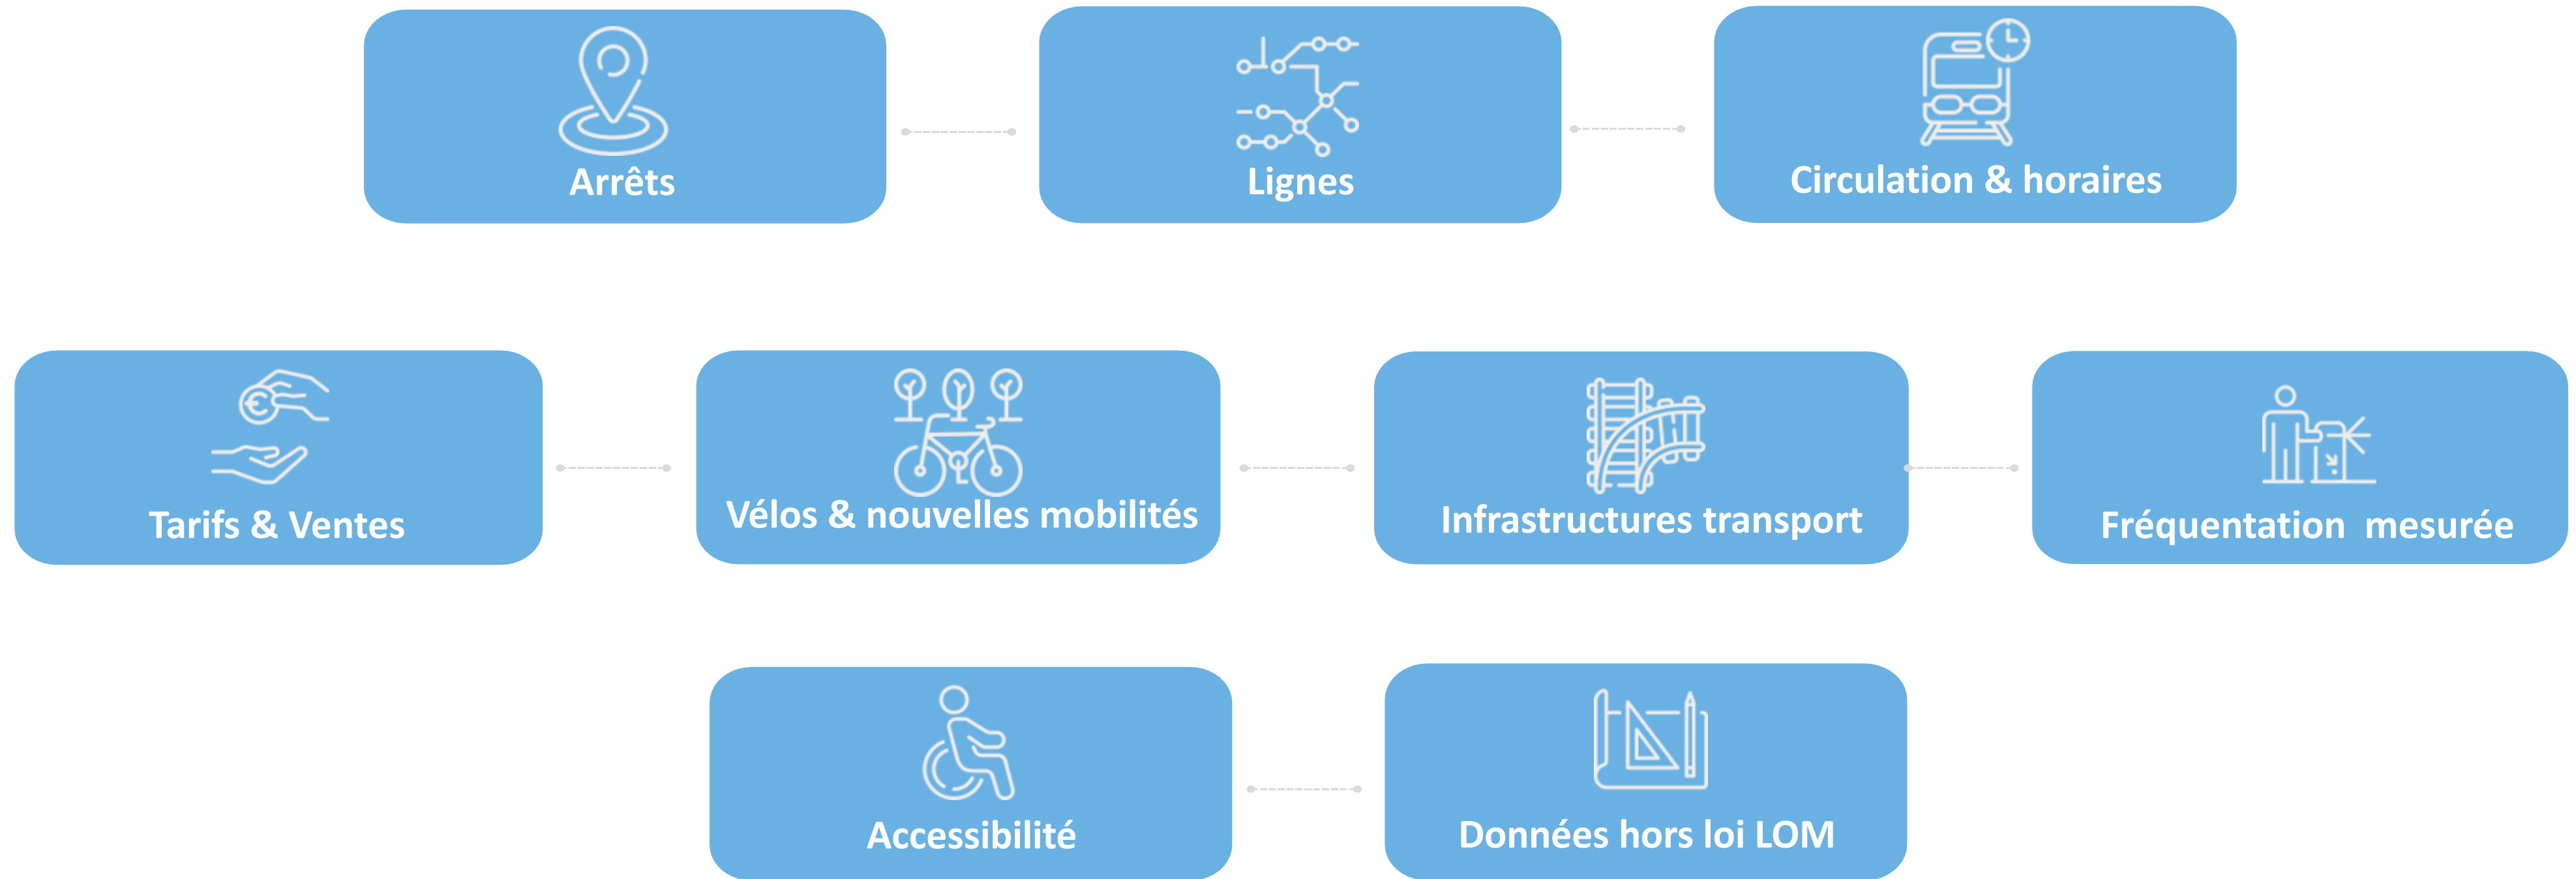 Arrêts
Lignes
Circulation & horaires
Tarifs & Ventes
Vélos & nouvelles mobilités
Infrastructures transport
Fréquentation  mesurée
Accessibilité
Données hors loi LOM